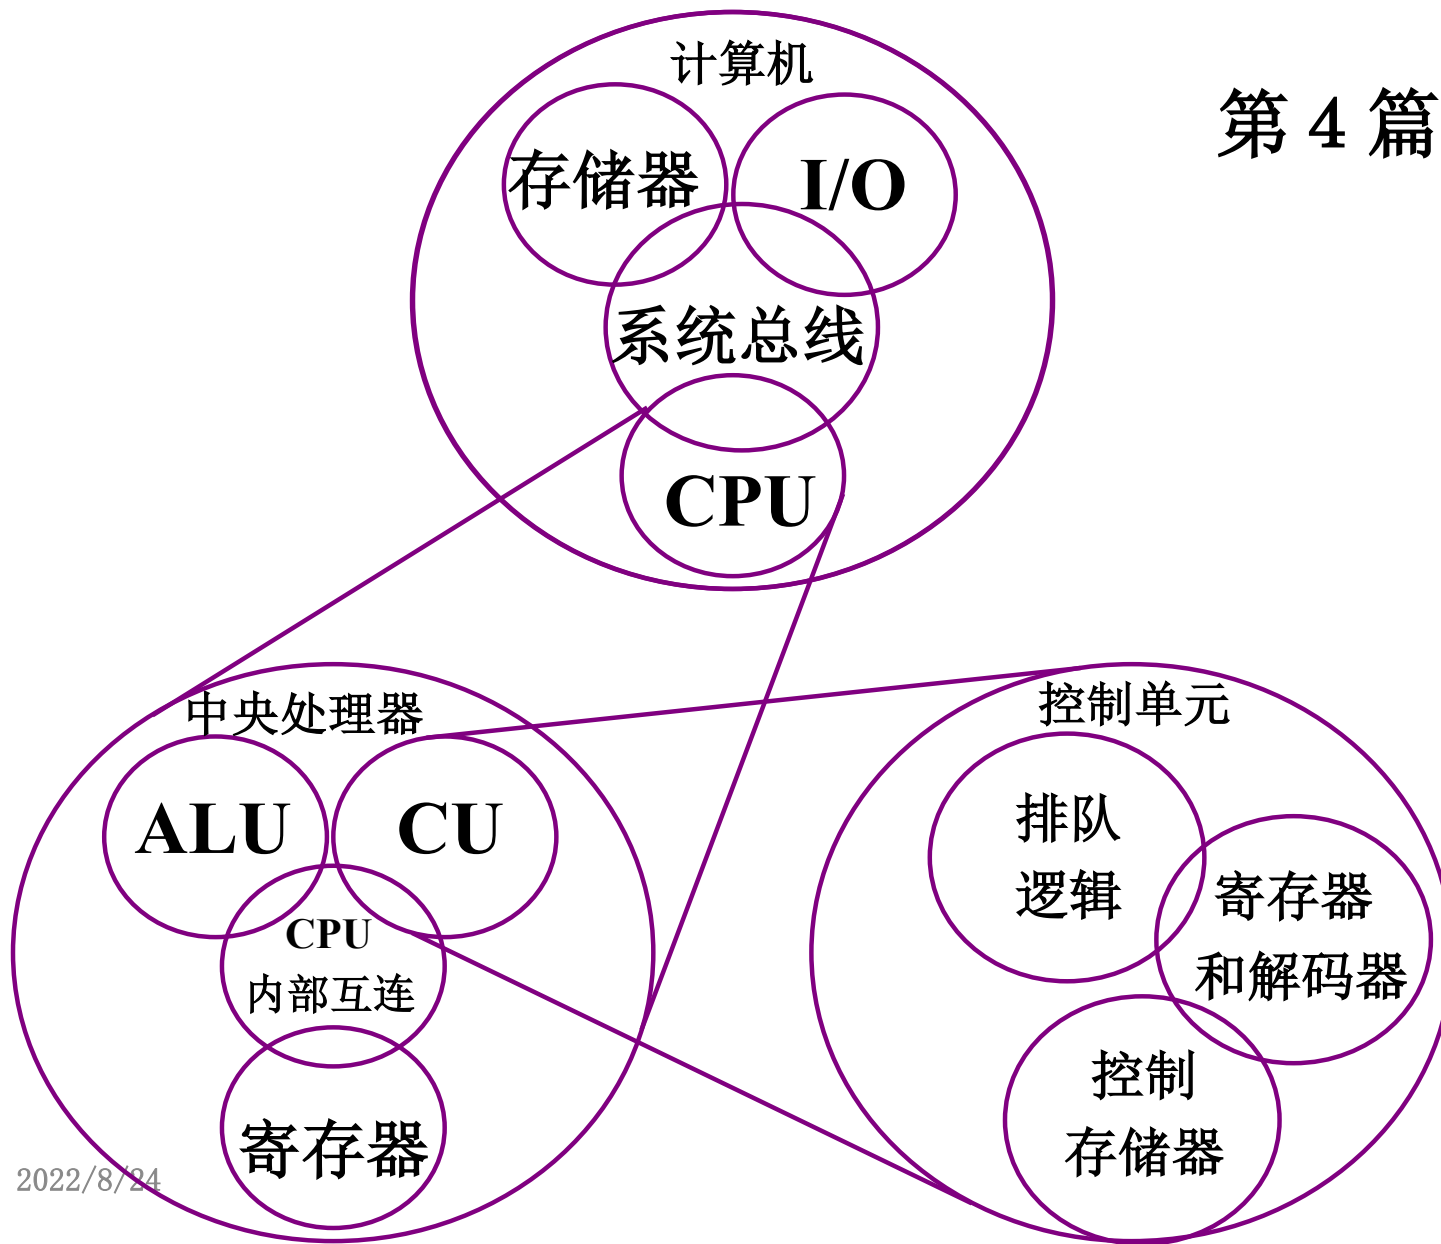 计算机
第 4 篇
存储器
I/O
系统总线
CPU
中央处理器
ALU
CU
CPU
内部互连
寄存器
控制单元
排队
逻辑
寄存器
和解码器
控制
存储器
2022/8/24